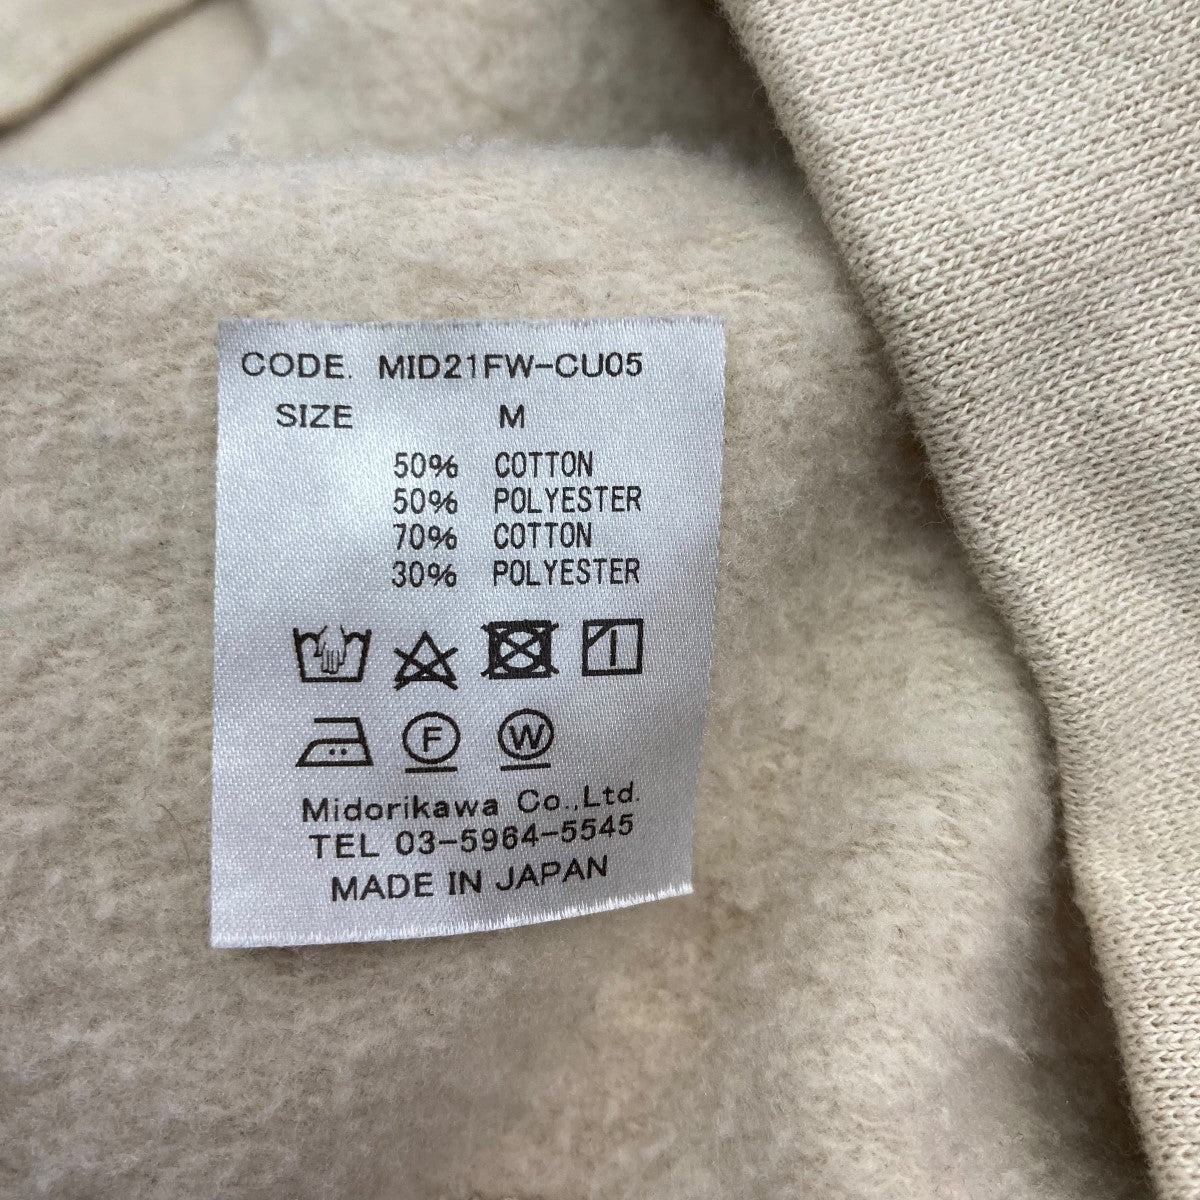 CODE. MID21FW-CU05
SIZE M
50% COTTON
50% POLYESTER
70% COTTON
30% POLYESTER
F W
Midorikawa Co.,Ltd.
TEL 03-5964-5545
MADE IN JAPAN